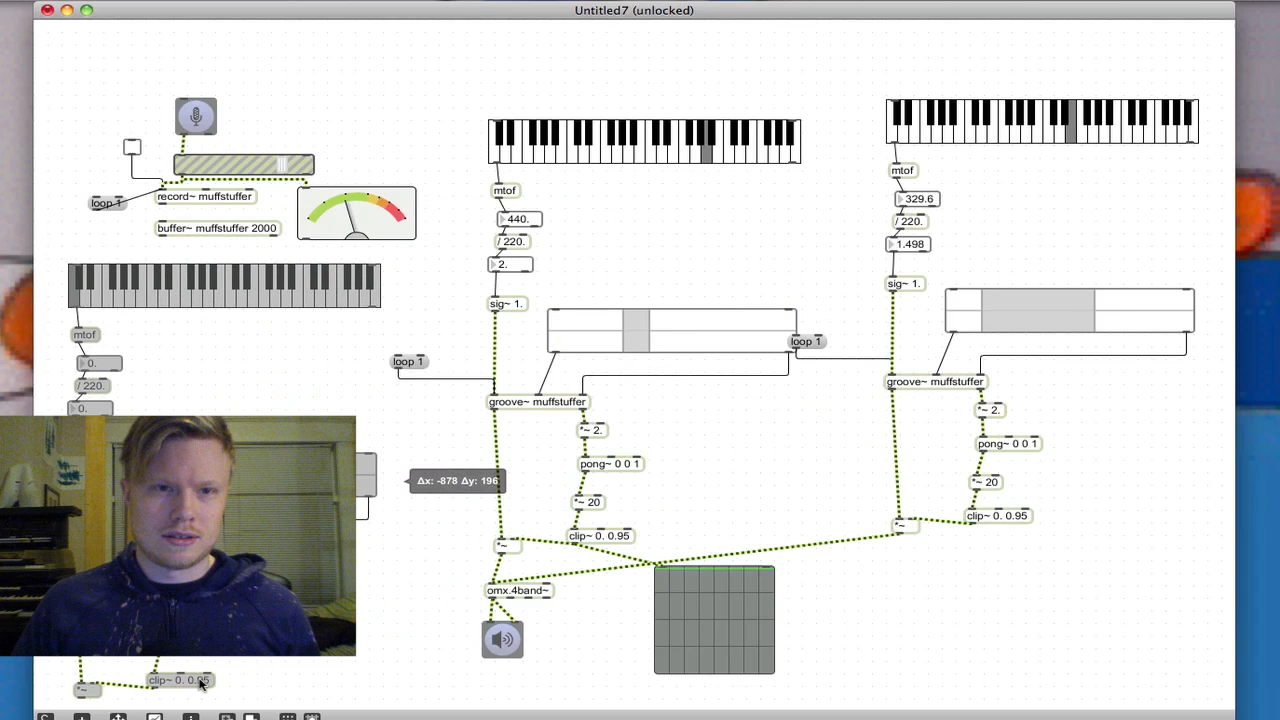 Untitled7 (unlocked)
loop 1
record~ muffstuffer
buffer~ muffstuffer 2000
mtof
0.
/ 220.
0.
mtof
440.
/ 220.
2.
sig~ 1.
loop 1
groove~ muffstuffer
*~ 2.
pong~ 0 0 1
*~ 20
clip~ 0. 0.95
*~
omx.4band~
mtof
329.6
/ 220.
1.498
sig~ 1.
loop 1
groove~ muffstuffer
*~ 2.
pong~ 0 0 1
*~ 20
clip~ 0. 0.95
*~
Δx: -878 Δy: 196
clip~ 0. 0.95
*~